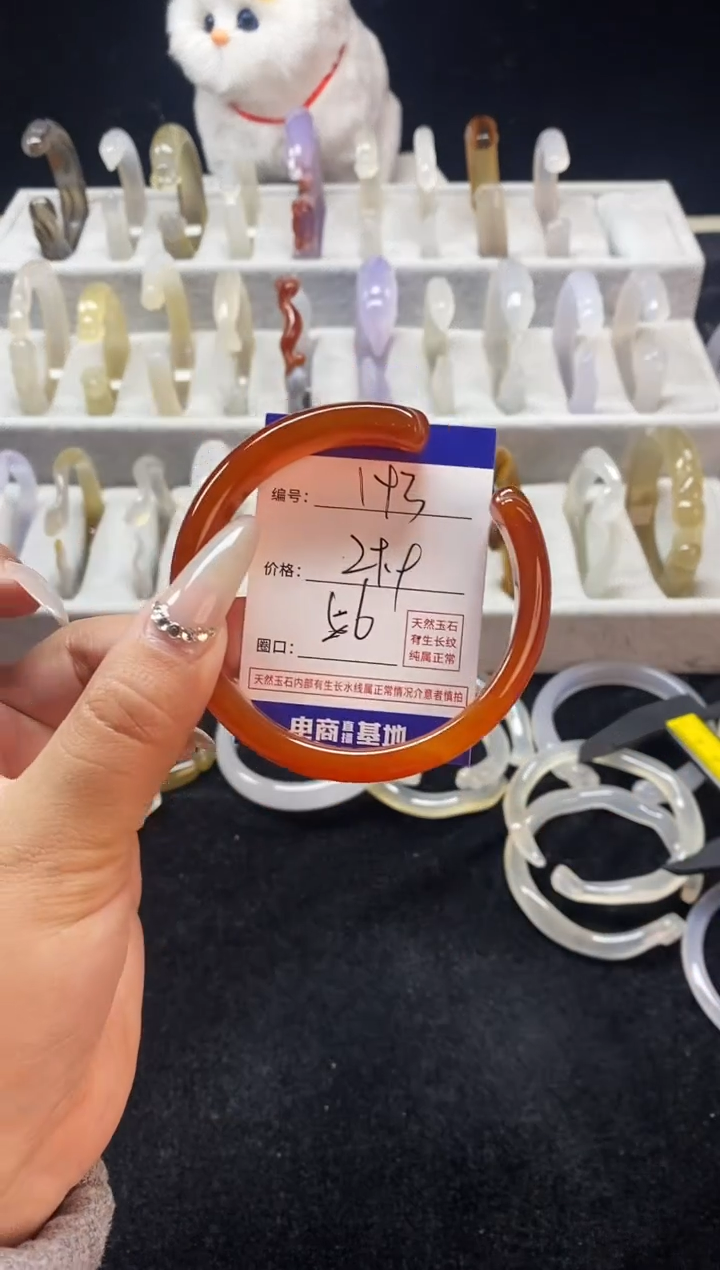 编号： 143
价格：
56
圈口：
天然玉石
有生长纹
纯属正常
天然玉石内部有生长水线属正常情况介意者慎拍
电商直播基地